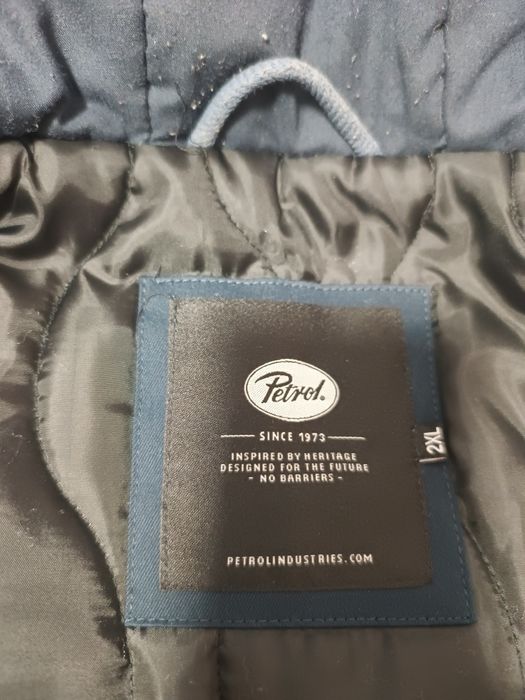 Petrol.
SINCE 1973
INSPIRED BY HERITAGE
DESIGNED FOR THE FUTURE
- NO BARRIERS -
2XL
PETROLINDUSTRIES.COM